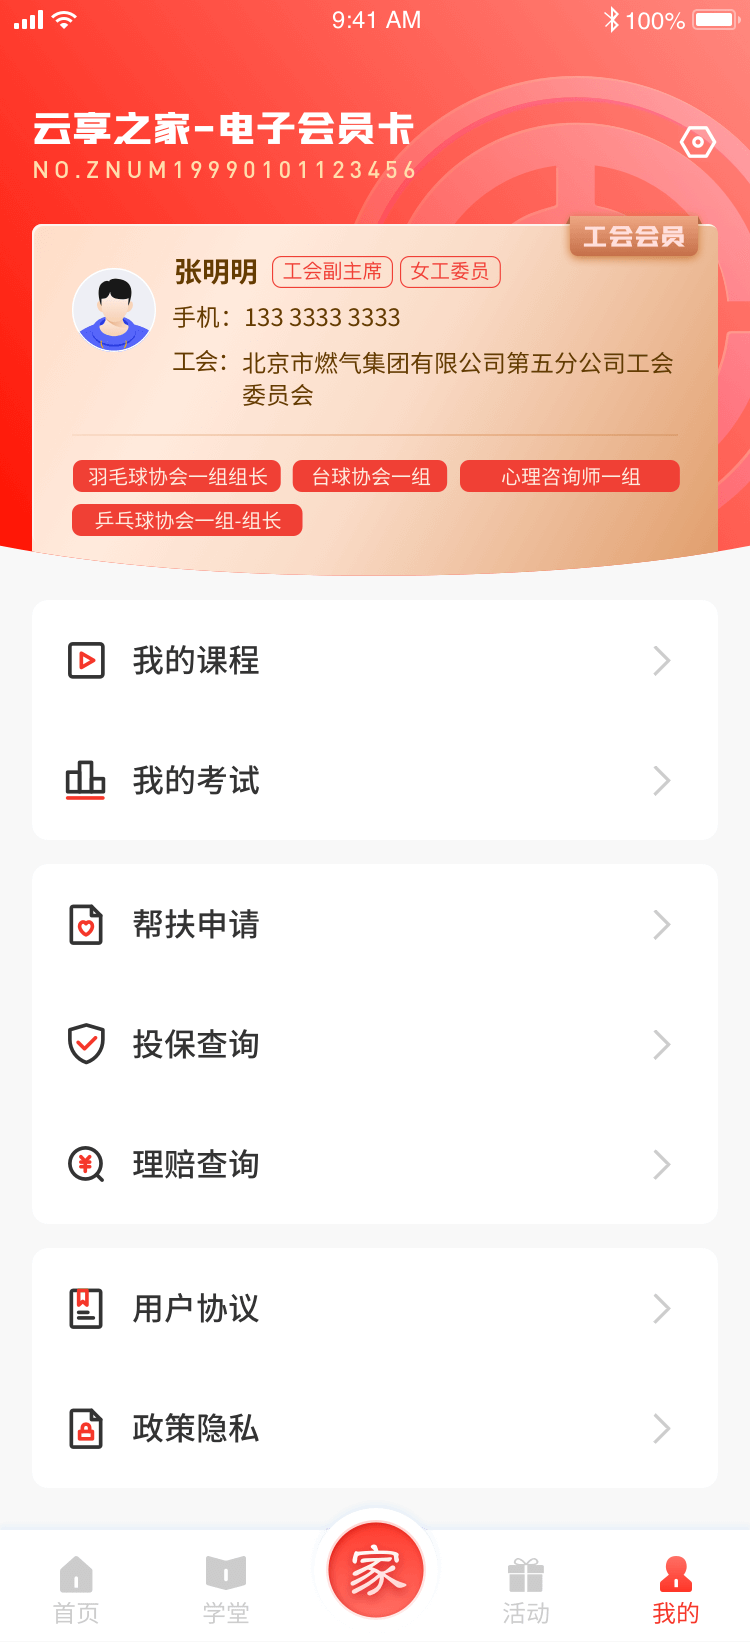 9:41 AM 100%
云享之家-电子会员卡
NO.ZNUM19990101123456
工会会员
张明明 工会副主席 女工委员
手机：133 3333 3333
工会：北京市燃气集团有限公司第五分公司工会
委员会
羽毛球协会一组组长 台球协会一组 心理咨询师一组
乒乓球协会一组-组长
我的课程
我的考试
帮扶申请
投保查询
理赔查询
用户协议
政策隐私
家
首页 学堂 活动 我的